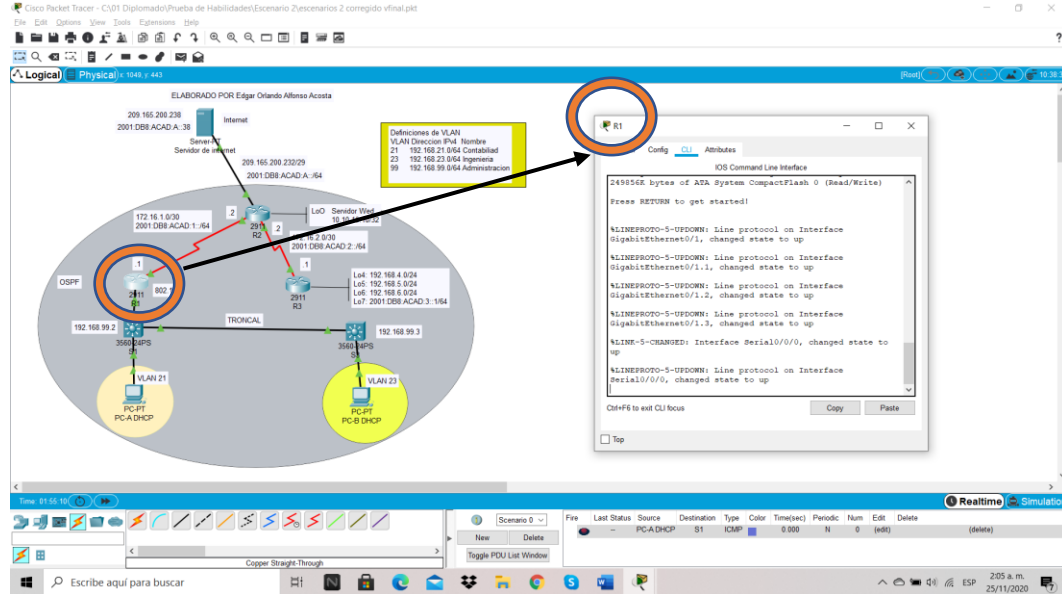 Cisco Packet Tracer - C:\01 Diplomado\Prueba de Habilidades\Escenario 2\escenarios 2 corregido vfinal.pkt
File Edit Options View Tools Extensions Help
Logical Physical x: 1049, y: 443
[Root] 10:38:3
ELABORADO POR Edgar Orlando Alfonso Acosta
209.165.200.238
2001:DB8:ACAD:A::38
Internet
Server-PT
Servidor de internet
209.165.200.232/29
2001:DB8:ACAD:A::/64
Definiciones de VLAN
VLAN Direccion IPv4 Nombre
21 192.168.21.0/64 Contabiliad
23 192.168.23.0/64 Ingenieria
99 192.168.99.0/64 Administracion
172.16.1.0/30
2001:DB8:ACAD:1::/64
.2
2911
R2
.2
LoO Senidor Wed
2001:DB8:ACAD:2::/64
OSPF
.1
802.1
2911
R1
.1
2911
R3
Lo4: 192.168.4.0/24
Lo5: 192.168.5.0/24
Lo6: 192.168.6.0/24
Lo7: 2001:DB8:ACAD:3::1/64
192.168.99.2
3560-24PS
S1
TRONCAL
3560-24PS
192.168.99.3
VLAN 21
PC-PT
PC-A DHCP
VLAN 23
PC-PT
PC-B DHCP
R1
Config CLI Attributes
IOS Command Line Interface
249856K bytes of ATA System CompactFlash 0 (Read/Write)
Press RETURN to get started!
%LINEPROTO-5-UPDOWN: Line protocol on Interface
GigabitEthernet0/1, changed state to up
%LINEPROTO-5-UPDOWN: Line protocol on Interface
GigabitEthernet0/1.1, changed state to up
%LINEPROTO-5-UPDOWN: Line protocol on Interface
GigabitEthernet0/1.2, changed state to up
%LINEPROTO-5-UPDOWN: Line protocol on Interface
GigabitEthernet0/1.3, changed state to up
%LINK-5-CHANGED: Interface Serial0/0/0, changed state to
up
%LINEPROTO-5-UPDOWN: Line protocol on Interface
Serial0/0/0, changed state to up
Ctrl+F6 to exit CLI focus
Copy Paste
Top
Time: 01:55:10
Realtime Simulation
Scenario 0
New Delete
Toggle PDU List Window
Fire Last Status Source Destination Type Color Time(sec) Periodic Num Edit Delete
-- PC-A DHCP S1 ICMP 0.000 N 0 (edit) (delete)
Copper Straight-Through
Escribe aquí para buscar
ESP
2:05 a. m.
25/11/2020